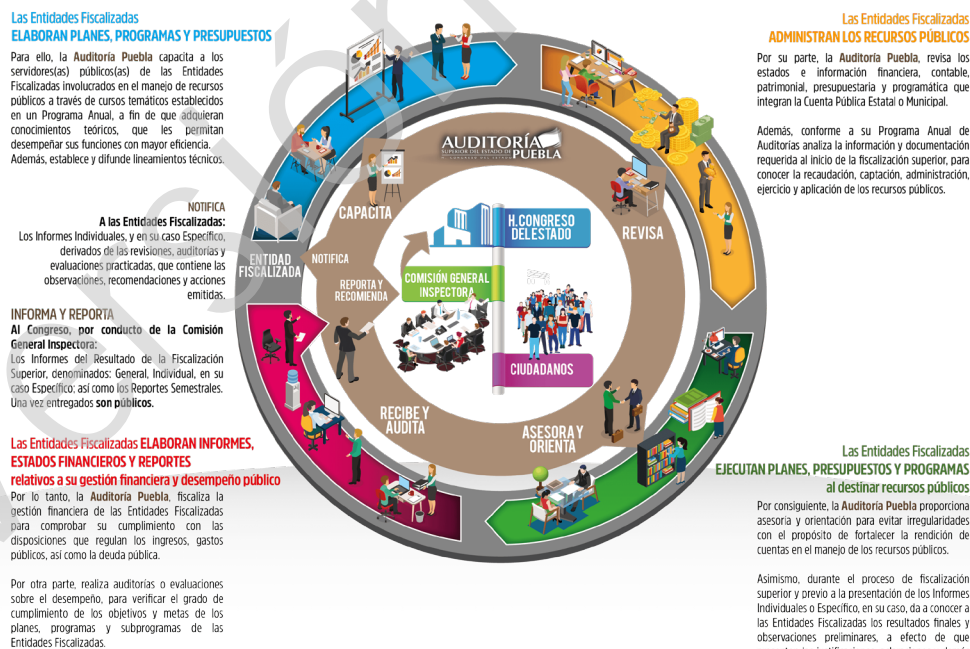 Las Entidades Fiscalizadas
ELABORAN PLANES, PROGRAMAS Y PRESUPUESTOS
Para ello, la Auditoría Puebla capacita a los
servidores(as) públicos(as) de las Entidades
Fiscalizadas involucrados en el manejo de recursos
públicos a través de cursos temáticos establecidos
en un Programa Anual, a fin de que adquieran
conocimientos teóricos, que les permitan
desempeñar sus funciones con mayor eficiencia.
Además, establece y difunde lineamientos técnicos.
NOTIFICA
A las Entidades Fiscalizadas:
Los Informes Individuales, y en su caso Específico,
derivados de las revisiones, auditorías y
evaluaciones practicadas, que contiene las
observaciones, recomendaciones y acciones
emitidas.
INFORMA Y REPORTA
Al Congreso, por conducto de la Comisión
General Inspectora:
Los Informes del Resultado de la Fiscalización
Superior, denominados: General, Individual, en su
caso Específico; así como los Reportes Semestrales.
Una vez entregados son públicos.
Las Entidades Fiscalizadas ELABORAN INFORMES,
ESTADOS FINANCIEROS Y REPORTES
relativos a su gestión financiera y desempeño público
Por lo tanto, la Auditoría Puebla, fiscaliza la
gestión financiera de las Entidades Fiscalizadas
para comprobar su cumplimiento con las
disposiciones que regulan los ingresos, gastos
públicos, así como la deuda pública.
Por otra parte, realiza auditorías o evaluaciones
sobre el desempeño, para verificar el grado de
cumplimiento de los objetivos y metas de los
planes, programas y subprogramas de las
Entidades Fiscalizadas.
AUDITORÍA
SUPERIOR DEL ESTADO DE PUEBLA
H. CONGRESO DEL ESTADO
CAPACITA
REVISA
H. CONGRESO
DEL ESTADO
ENTIDAD
FISCALIZADA
NOTIFICA
REPORTA Y
RECOMIENDA
COMISIÓN GENERAL
INSPECTORA
CIUDADANOS
RECIBE Y
AUDITA
ASESORA Y
ORIENTA
Las Entidades Fiscalizadas
ADMINISTRAN LOS RECURSOS PÚBLICOS
Por su parte, la Auditoría Puebla, revisa los
estados e información financiera, contable,
patrimonial, presupuestaria y programática que
integran la Cuenta Pública Estatal o Municipal.
Además, conforme a su Programa Anual de
Auditorías analiza la información y documentación
requerida al inicio de la fiscalización superior, para
conocer la recaudación, captación, administración,
ejercicio y aplicación de los recursos públicos.
Las Entidades Fiscalizadas
EJECUTAN PLANES, PRESUPUESTOS Y PROGRAMAS
al destinar recursos públicos
Por consiguiente, la Auditoría Puebla proporciona
asesoría y orientación para evitar irregularidades
con el propósito de fortalecer la rendición de
cuentas en el manejo de los recursos públicos.
Asimismo, durante el proceso de fiscalización
superior y previo a la presentación de los Informes
Individuales o Específico, en su caso, da a conocer a
las Entidades Fiscalizadas los resultados finales y
observaciones preliminares, a efecto de que